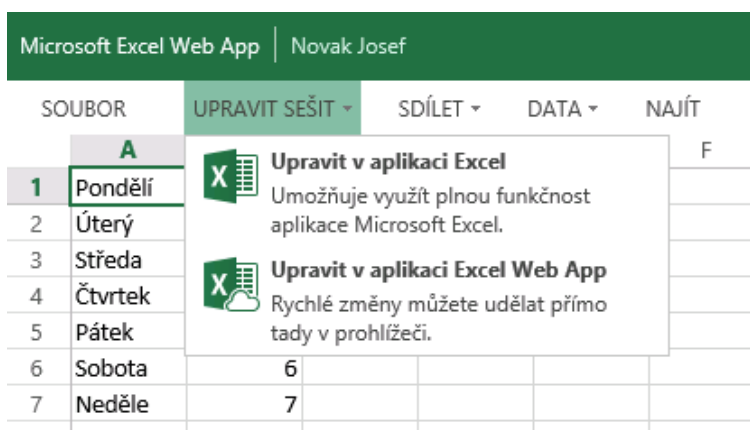 Microsoft Excel Web App | Novak Josef
SOUBOR UPRAVIT SEŠIT SDÍLET DATA NAJÍT
A F
1 Pondělí
2 Úterý
3 Středa
4 Čtvrtek
5 Pátek
6 Sobota 6
7 Neděle 7
Upravit v aplikaci Excel
Umožňuje využít plnou funkčnost
aplikace Microsoft Excel.
Upravit v aplikaci Excel Web App
Rychlé změny můžete udělat přímo
tady v prohlížeči.